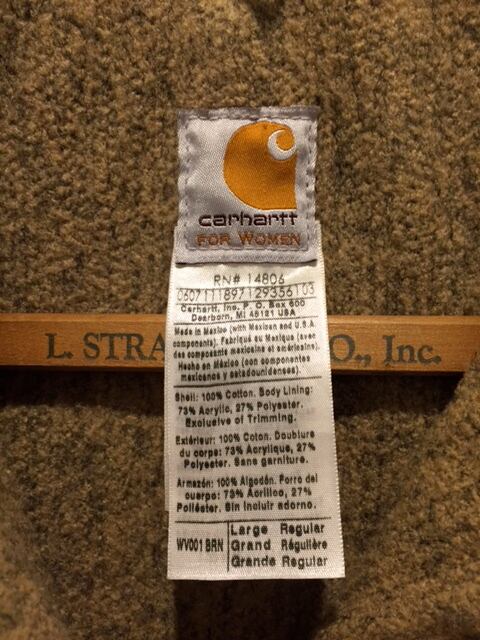 carhartt
FOR WOMEN
RN# 14806
0607111897129356103
Carhartt, Inc. P. O. Box 600
Dearborn, MI 48121 USA
Made in Mexico (with Mexican and U.S.A
components). Fabriqué au Mexique (avec
des composants mexicains et américains).
Hecho en México (con componentes
mexicanos y estadounidenses).
L. STRA O., Inc.
Shell: 100% Cotton. Body Lining:
73% Acrylic, 27% Polyester.
Exclusive of Trimming.
Extérieur: 100% Coton. Doublure
du corps: 73% Acrylique, 27%
Polyester. Sans garniture.
Armazón: 100% Algodón. Forro del
cuerpo: 73% Acrílico, 27%
Poliéster. Sin incluir adorno.
WV001 BRN
Large Regular
Grand Régulière
Grande Regular